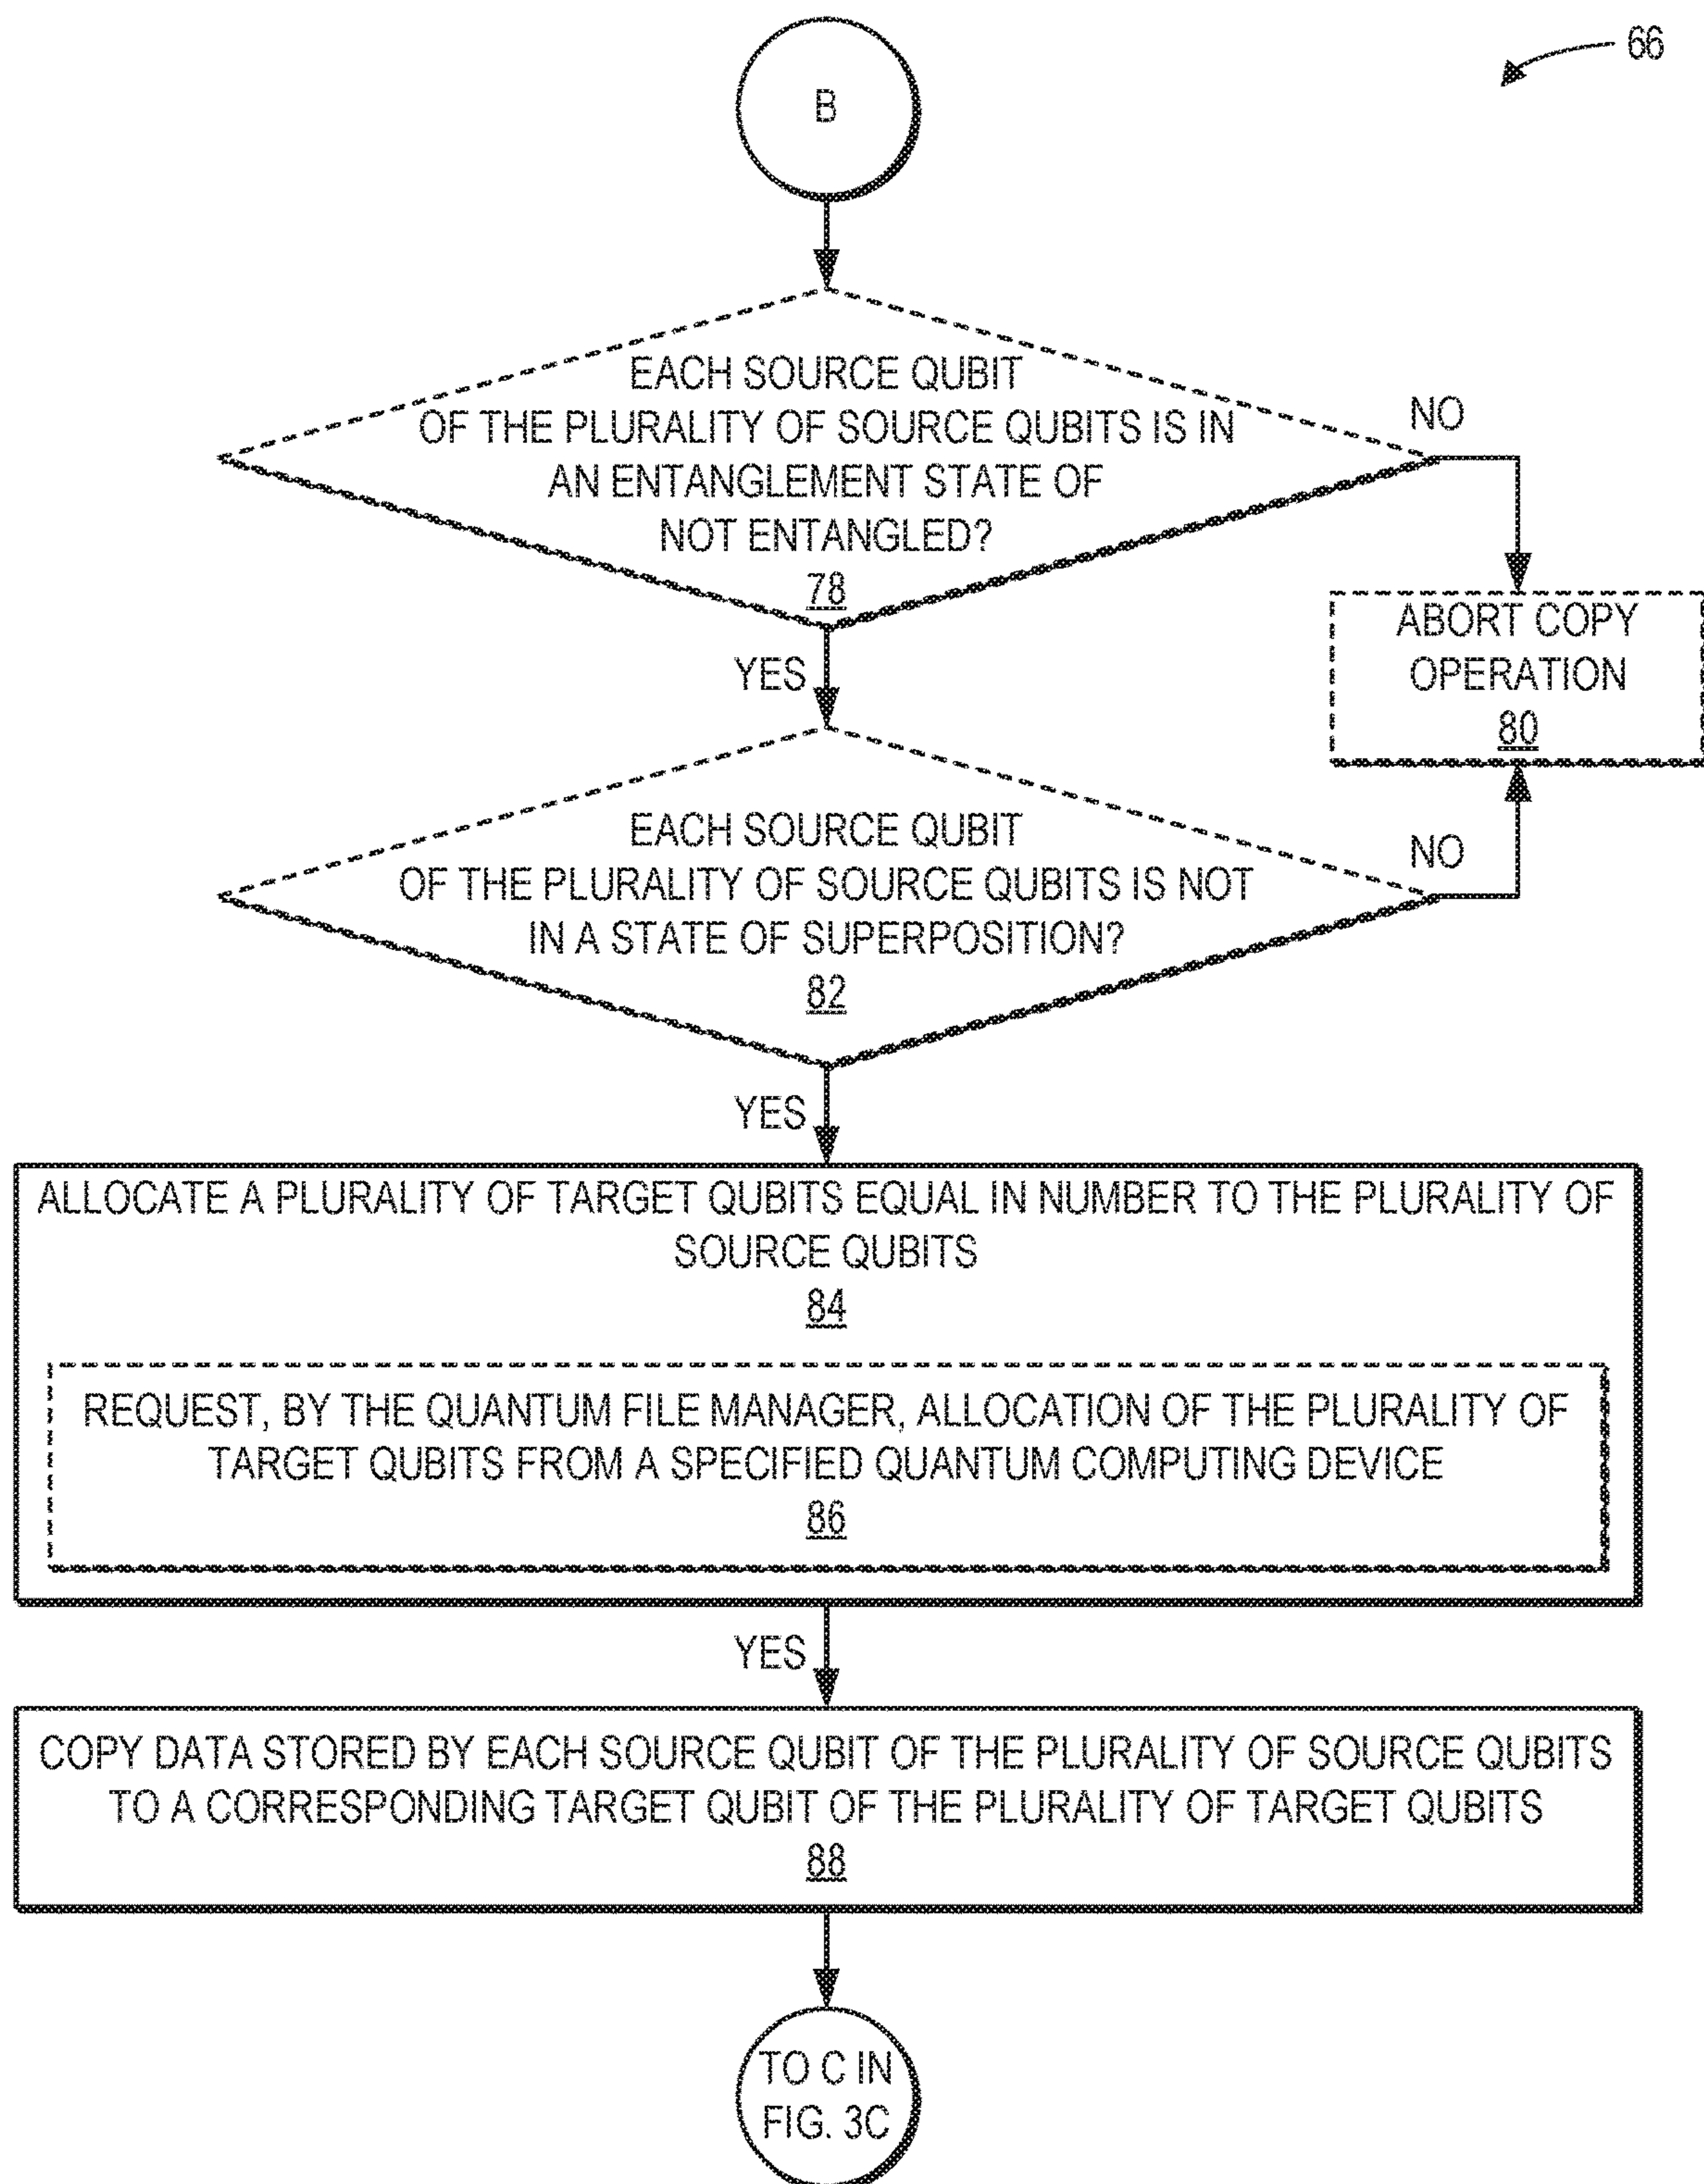 66
B
EACH SOURCE QUBIT
OF THE PLURALITY OF SOURCE QUBITS IS IN
AN ENTANGLEMENT STATE OF
NOT ENTANGLED?
78
NO
YES
ABORT COPY
OPERATION
80
EACH SOURCE QUBIT
OF THE PLURALITY OF SOURCE QUBITS IS NOT
IN A STATE OF SUPERPOSITION?
82
NO
YES
ALLOCATE A PLURALITY OF TARGET QUBITS EQUAL IN NUMBER TO THE PLURALITY OF
SOURCE QUBITS
84
REQUEST, BY THE QUANTUM FILE MANAGER, ALLOCATION OF THE PLURALITY OF
TARGET QUBITS FROM A SPECIFIED QUANTUM COMPUTING DEVICE
86
YES
COPY DATA STORED BY EACH SOURCE QUBIT OF THE PLURALITY OF SOURCE QUBITS
TO A CORRESPONDING TARGET QUBIT OF THE PLURALITY OF TARGET QUBITS
88
TO C IN
FIG. 3C